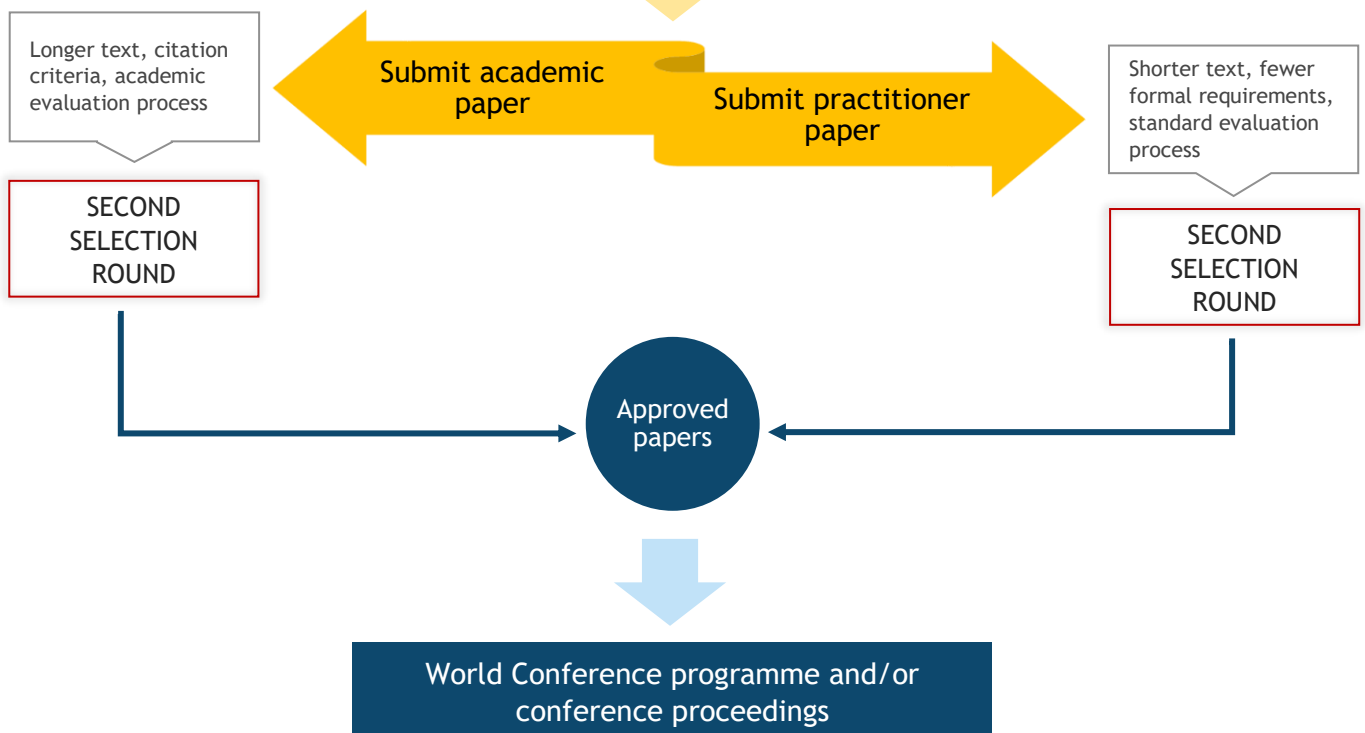 Longer text, citation
criteria, academic
evaluation process
Submit academic
paper
Submit practitioner
paper
Shorter text, fewer
formal requirements,
standard evaluation
process
SECOND
SELECTION
ROUND
SECOND
SELECTION
ROUND
Approved
papers
World Conference programme and/or
conference proceedings